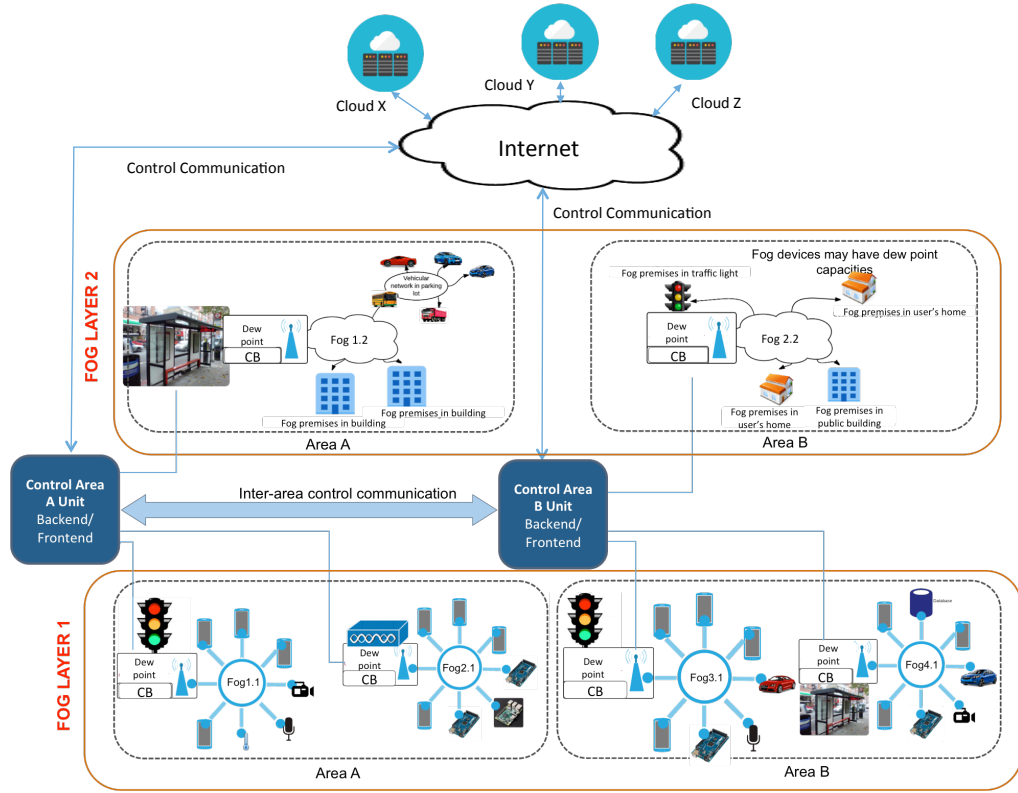 Cloud X
Cloud Y
Cloud Z
Internet
Control Communication
Control Communication
FOG LAYER 2
Vehicular
network in parking
lot
Dew
point
CB
Fog 1.2
Fog premises in building
Fog premises in building
Area A
Fog devices may have dew point
capacities
Fog premises in traffic light
Fog premises in user's home
Dew
point
CB
Fog 2.2
Fog premises in
user's home
Fog premises in
public building
Area B
Control Area
A Unit
Backend/
Frontend
Inter-area control communication
Control Area
B Unit
Backend/
Frontend
FOG LAYER 1
Dew
point
CB
Fog1.1
Dew
point
CB
Fog2.1
Area A
Dew
point
CB
Fog3.1
Database
Dew
point
CB
Fog4.1
Area B